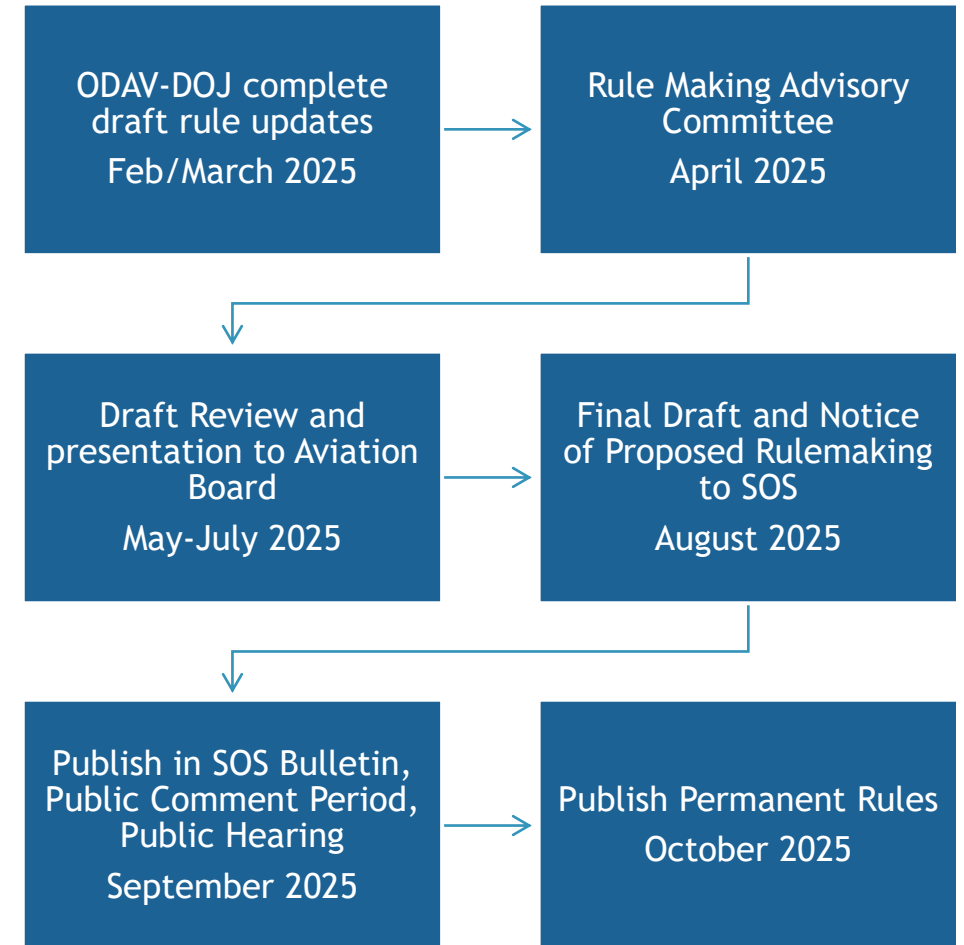 ODAV-DOJ complete
draft rule updates
Feb/March 2025
Rule Making Advisory
Committee
April 2025
Draft Review and
presentation to Aviation
Board
May-July 2025
Final Draft and Notice
of Proposed Rulemaking
to SOS
August 2025
Publish in SOS Bulletin,
Public Comment Period,
Public Hearing
September 2025
Publish Permanent Rules
October 2025